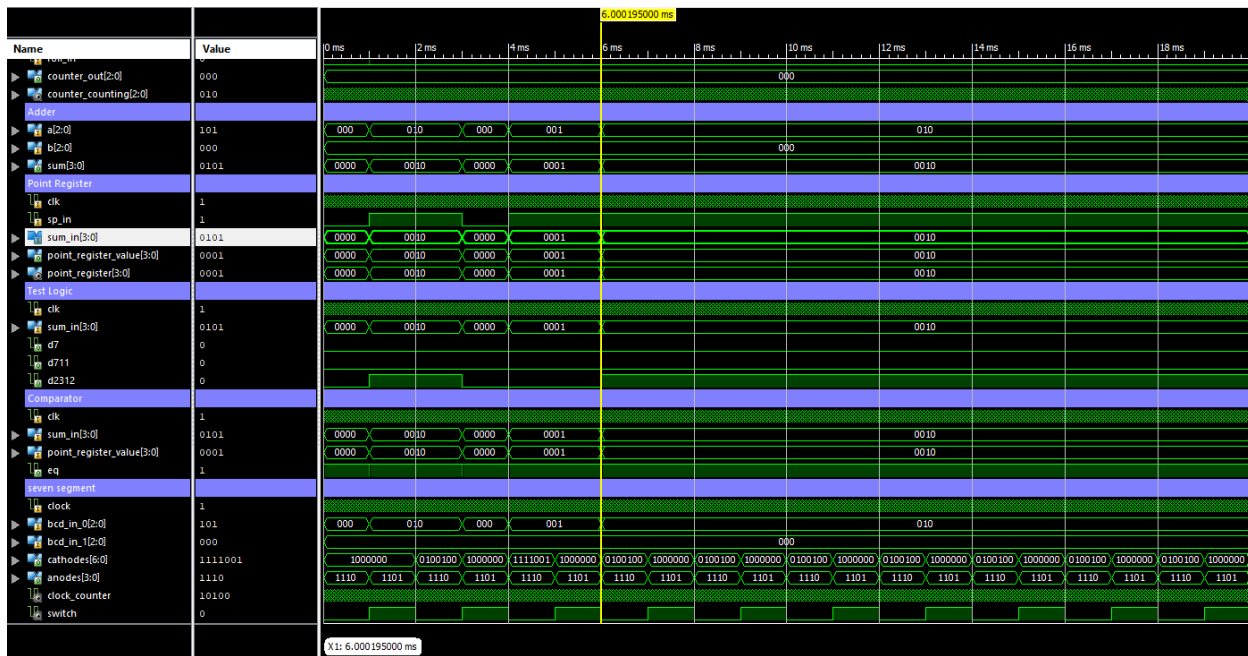 6.000195000 ms
Name Value 0 ms 2 ms 4 ms 6 ms 8 ms 10 ms 12 ms 14 ms 16 ms 18 ms
counter_out[2:0] 000 000
counter_counting[2:0] 010
Adder
a[2:0] 101 000 010 000 001 010
b[2:0] 000 000
sum[3:0] 0101 0000 0010 0000 0001 0010
Point Register
clk 1
sp_in 1
sum_in[3:0] 0101 0000 0010 0000 0001 0010
point_register_value[3:0] 0001 0000 0010 0000 0001 0010
point_register[3:0] 0001 0000 0010 0000 0001 0010
Test Logic
clk 1
sum_in[3:0] 0101 0000 0010 0000 0001 0010
d7 0
d711 0
d2312 0
Comparator
clk 1
sum_in[3:0] 0101 0000 0010 0000 0001 0010
point_register_value[3:0] 0001 0000 0010 0000 0001 0010
eq 1
seven segment
clock 1
bcd_in_0[2:0] 101 000 010 000 001 010
bcd_in_1[2:0] 000 000
cathodes[6:0] 1111001 1000000 0100100 1000000 1111001 1000000 0100100 1000000 0100100 1000000 0100100 1000000 0100100 1000000 0100100 1000000 0100100 1000000 0100100 1000000
anodes[3:0] 1110 1110 1101 1110 1101 1110 1101 1110 1101 1110 1101 1110 1101 1110 1101 1110 1101 1110 1101 1110 1101
clock_counter 10100
switch 0
X1: 6.000195000 ms